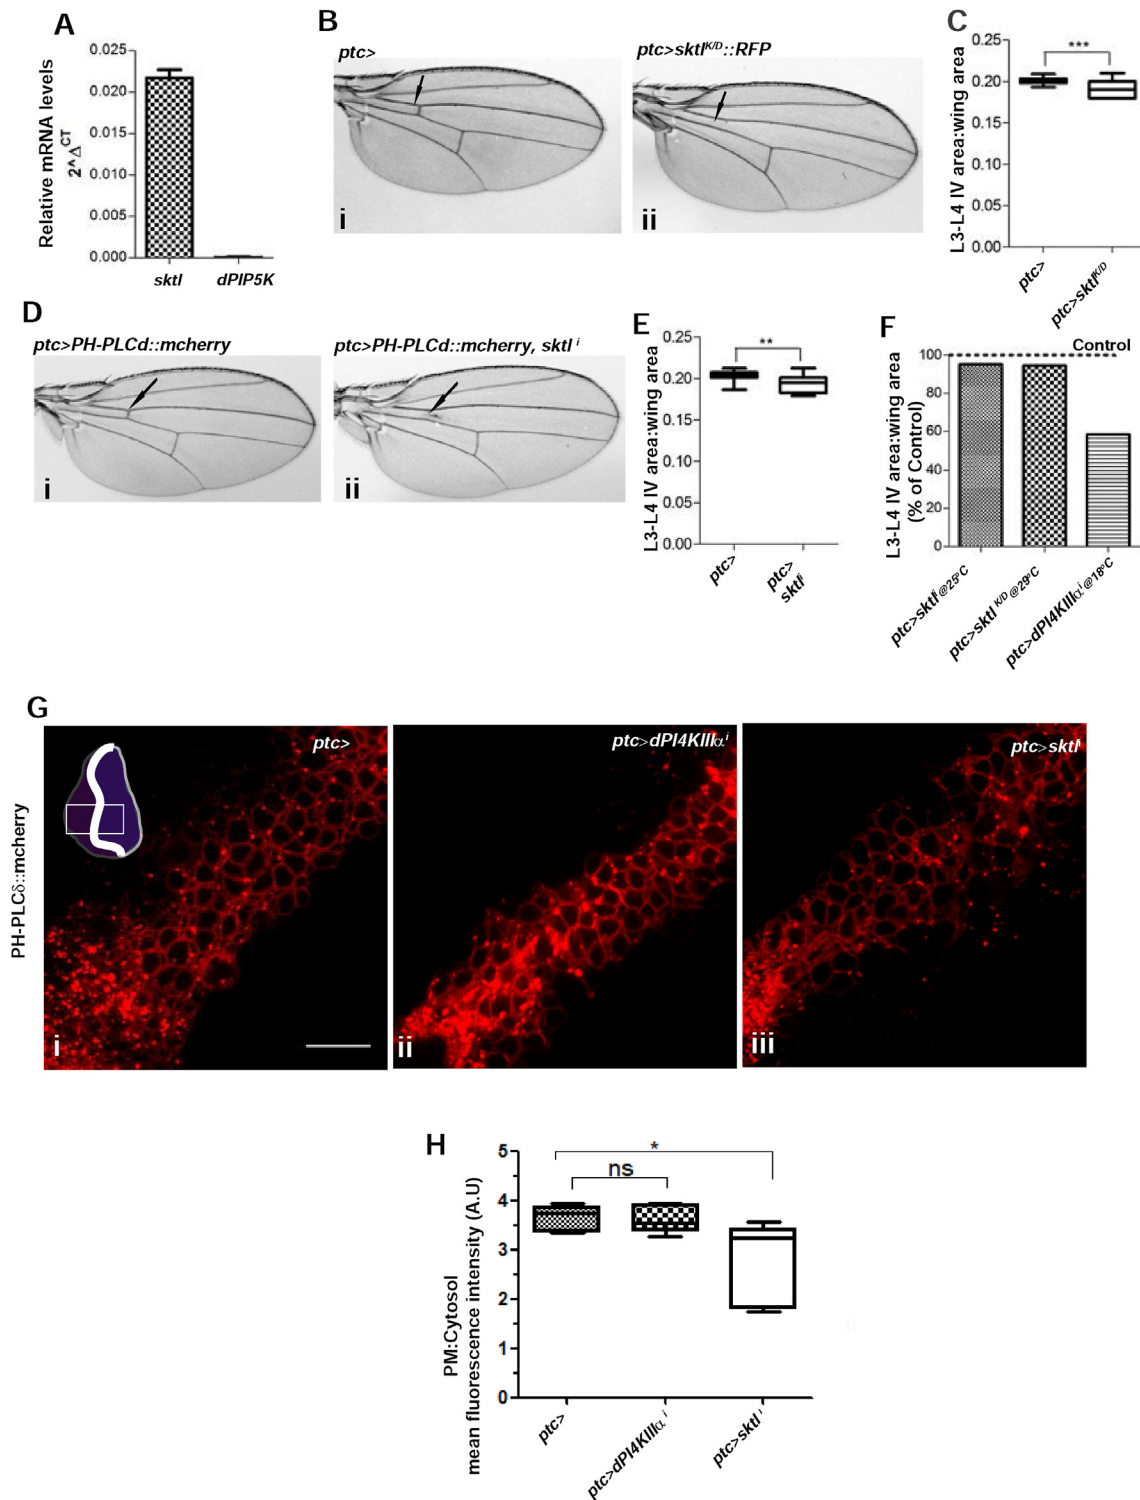 A
Relative mRNA levels
2^Δ^CT
0.025
0.020
0.015
0.010
0.005
0.000
sktl
dPIP5K
B
ptc>
i
ptc>sktl^K/D::RFP
ii
C
L3-L4 IV area:wing area
0.25
0.20
0.15
0.10
0.05
0.00
***
ptc>
ptc>sktl^K/D
D
ptc>PH-PLCd::mcherry
i
ptc>PH-PLCd::mcherry, sktl i
ii
E
L3-L4 IV area:wing area
0.25
0.20
0.15
0.10
0.05
0.00
**
ptc>
ptc>
sktl i
F
L3-L4 IV area:wing area
(% of Control)
Control
100
80
60
40
20
0
ptc>sktl i @25°C
ptc>sktl K/D @29°C
ptc>dPI4KIIIα i @18°C
G
PH-PLCδ::mcherry
ptc>
i
ptc>dPI4KIIIα i
ii
ptc>sktl i
iii
H
PM:Cytosol
mean fluorescence intensity (A.U)
5
4
3
2
1
0
*
ns
ptc>
ptc>dPI4KIIIα i
ptc>sktl i